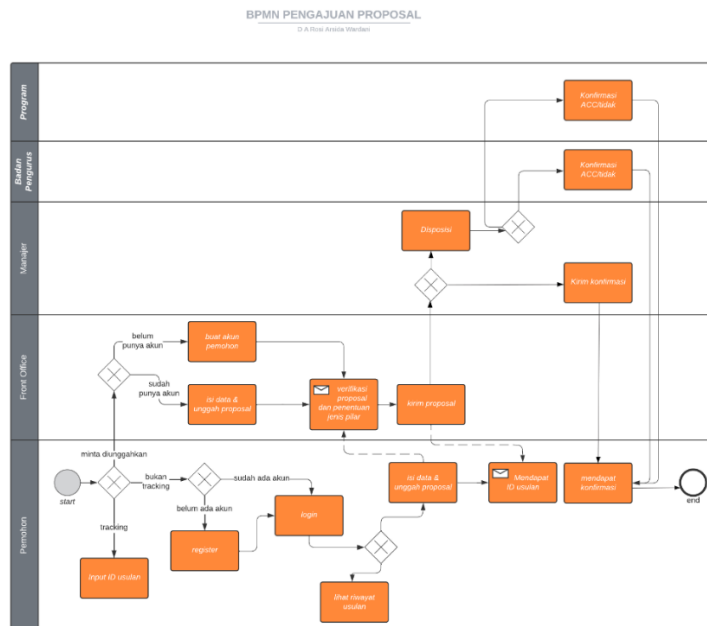 BPMN PENGAJUAN PROPOSAL
D A Rosi Arsida Wardani
Program
Konfirmasi
ACC/tidak
Badan
Pengurus
Konfirmasi
ACC/tidak
Manajer
Disposisi
Kirim konfirmasi
Front Office
belum
punya akun
buat akun
pemohon
sudah
punya akun
isi data &
unggah proposal
verifikasi
proposal
dan penentuan
jenis pilar
kirim proposal
minta diunggahkan
Pemohon
start
bukan
tracking
sudah ada akun
belum ada akun
tracking
input ID usulan
register
login
isi data &
unggah proposal
Mendapat
ID usulan
mendapat
konfirmasi
end
lihat riwayat
usulan